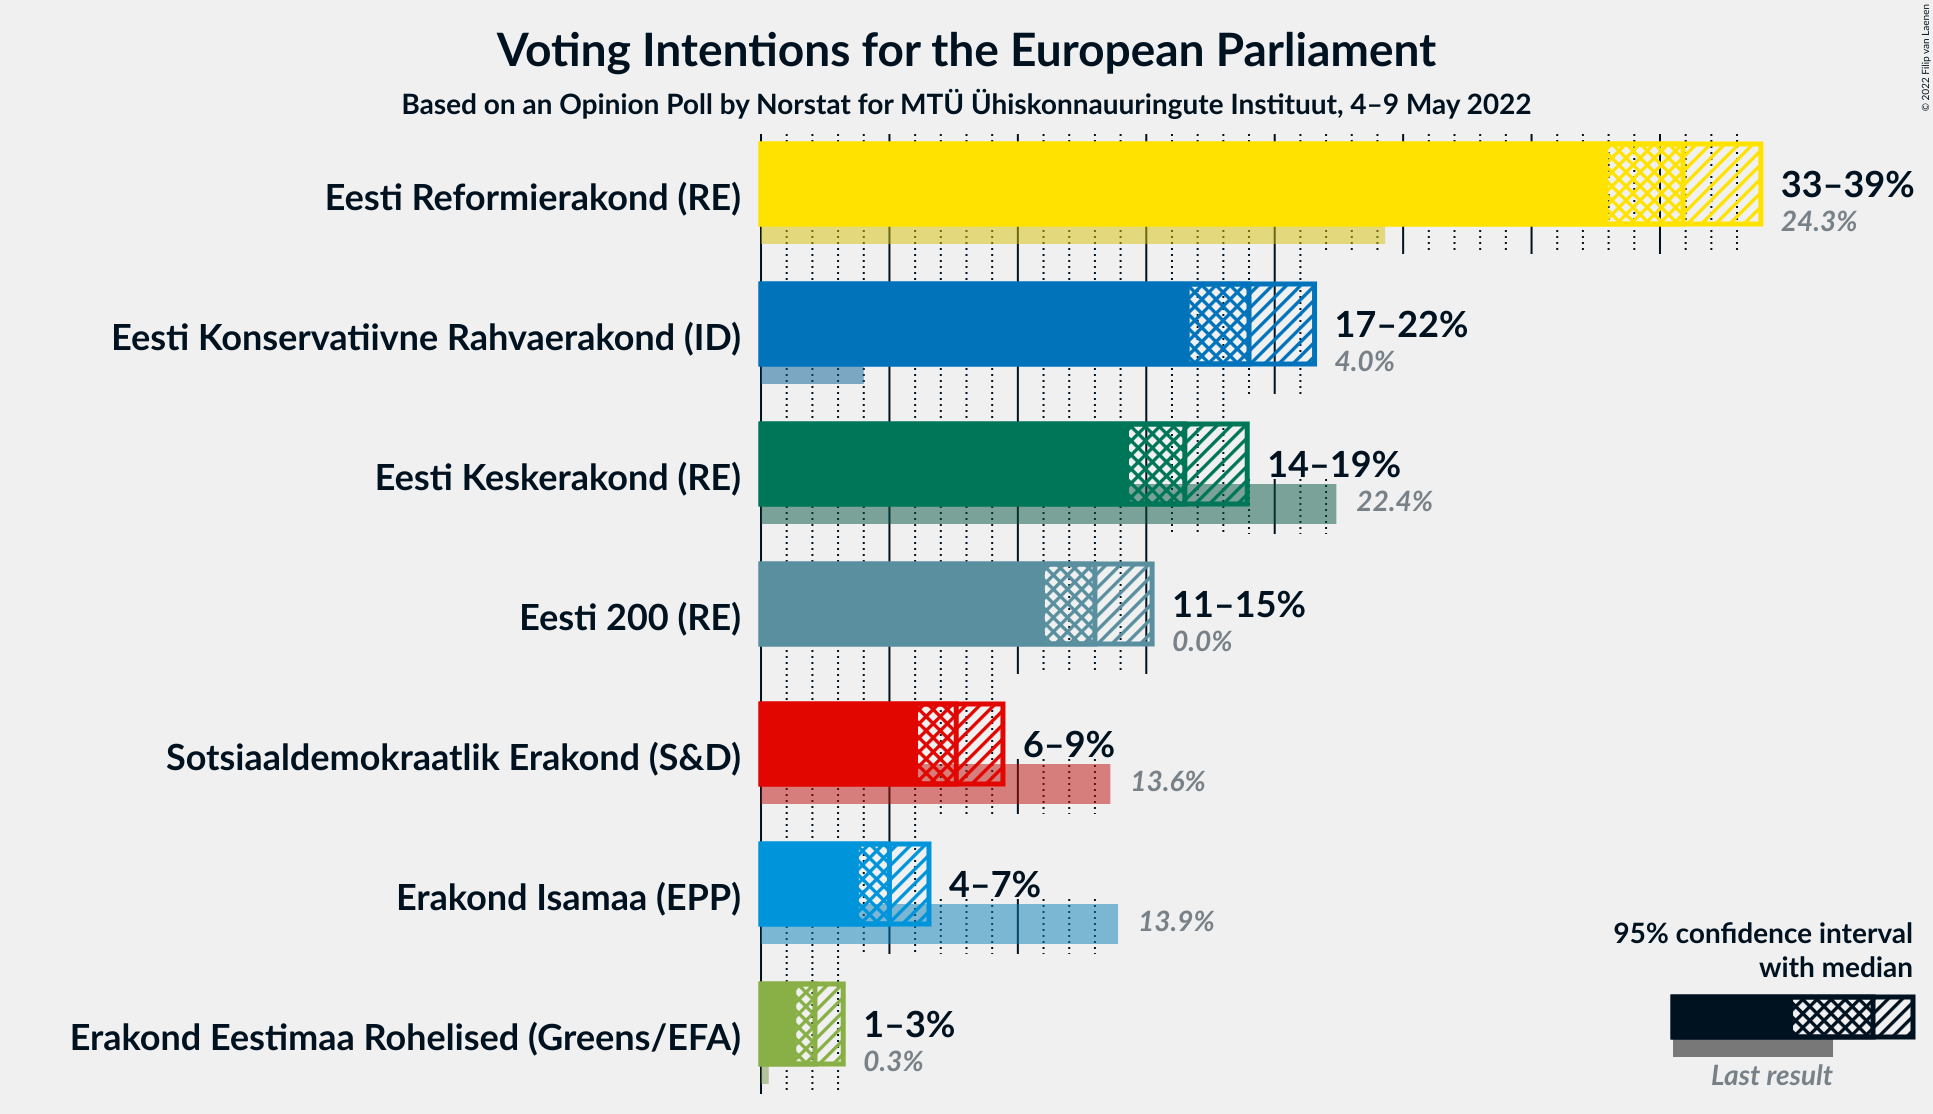 Voting Intentions for the European Parliament
Based on an Opinion Poll by Norstat for MTÜ Ühiskonnauuringute Instituut, 4–9 May 2022
© 2022 Filip van Laenen
Eesti Reformierakond (RE)
33–39%
24.3%
Eesti Konservatiivne Rahvaerakond (ID)
17–22%
4.0%
Eesti Keskerakond (RE)
14–19%
22.4%
Eesti 200 (RE)
11–15%
0.0%
Sotsiaaldemokraatlik Erakond (S&D)
6–9%
13.6%
Erakond Isamaa (EPP)
4–7%
13.9%
Erakond Eestimaa Rohelised (Greens/EFA)
1–3%
0.3%
95% confidence interval
with median
Last result